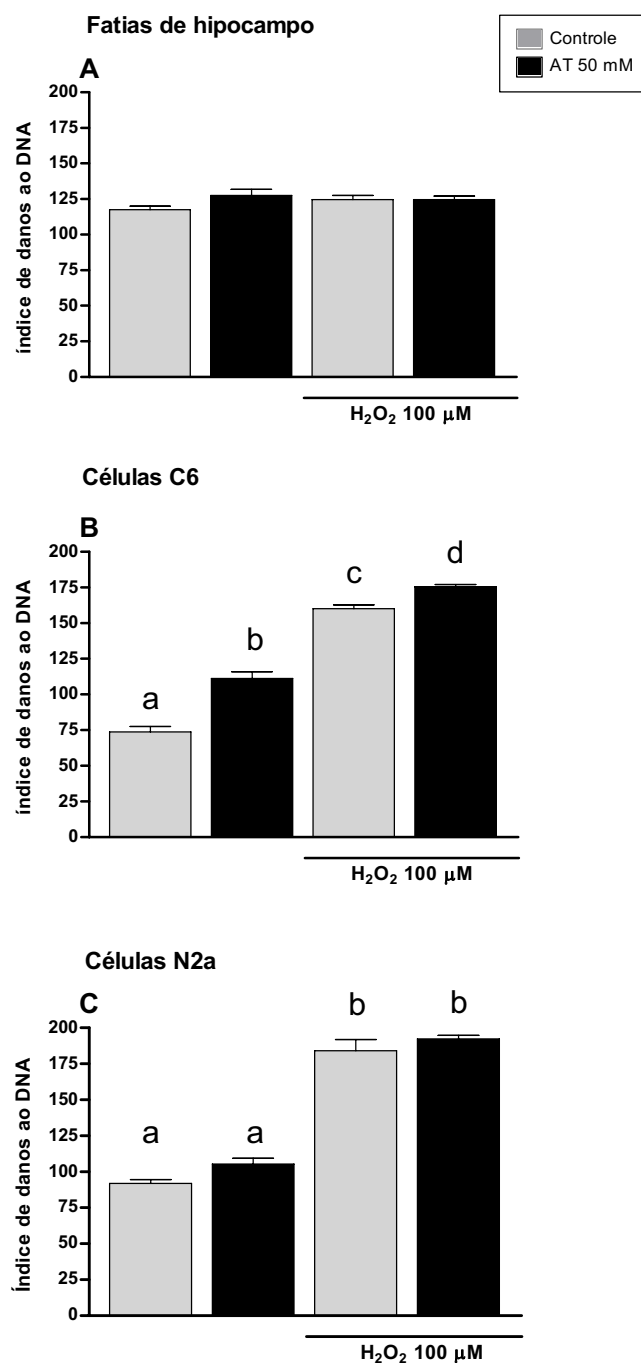 Fatias de hipocampo
Controle
AT 50 mM
A
200
175
150
125
100
75
50
25
0
índice de danos ao DNA
H₂O₂ 100 μM
Células C6
B
200
175
150
125
100
75
50
25
0
índice de danos ao DNA
a
b
c
d
H₂O₂ 100 μM
Células N2a
C
200
175
150
125
100
75
50
25
0
Índice de danos ao DNA
a
a
b
b
H₂O₂ 100 μM